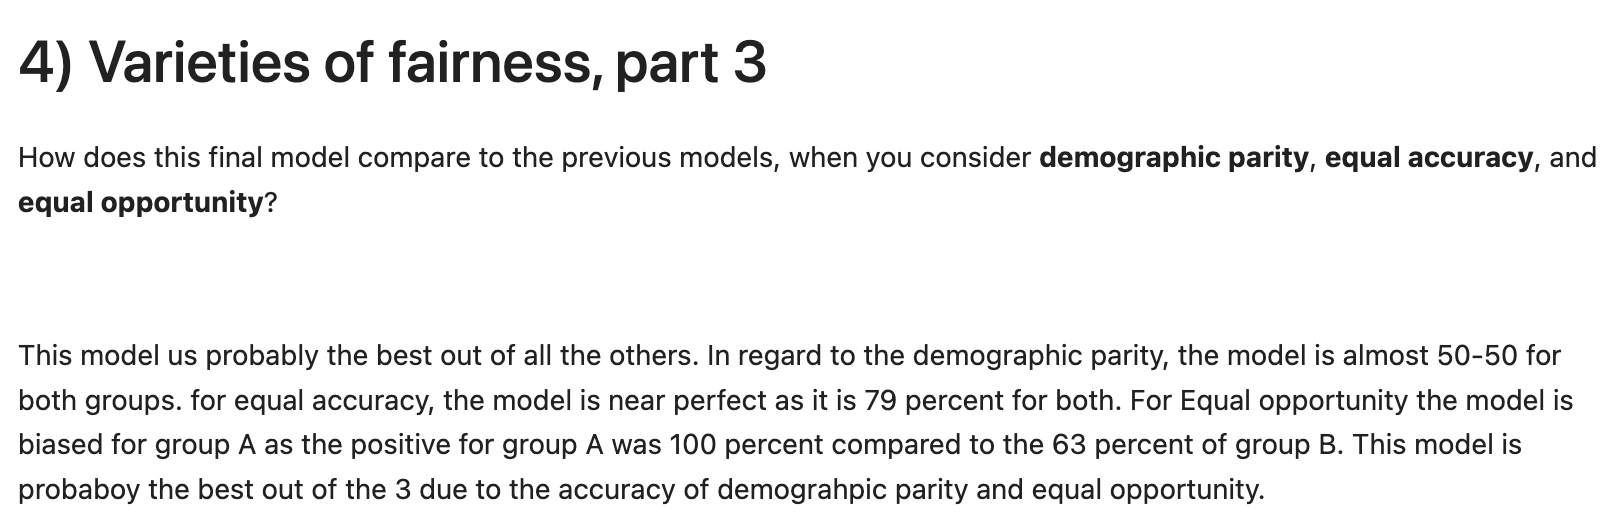 4) Varieties of fairness, part 3
How does this final model compare to the previous models, when you consider demographic parity, equal accuracy, and
equal opportunity?
This model us probably the best out of all the others. In regard to the demographic parity, the model is almost 50-50 for
both groups. for equal accuracy, the model is near perfect as it is 79 percent for both. For Equal opportunity the model is
biased for group A as the positive for group A was 100 percent compared to the 63 percent of group B. This model is
probaboy the best out of the 3 due to the accuracy of demograhpic parity and equal opportunity.